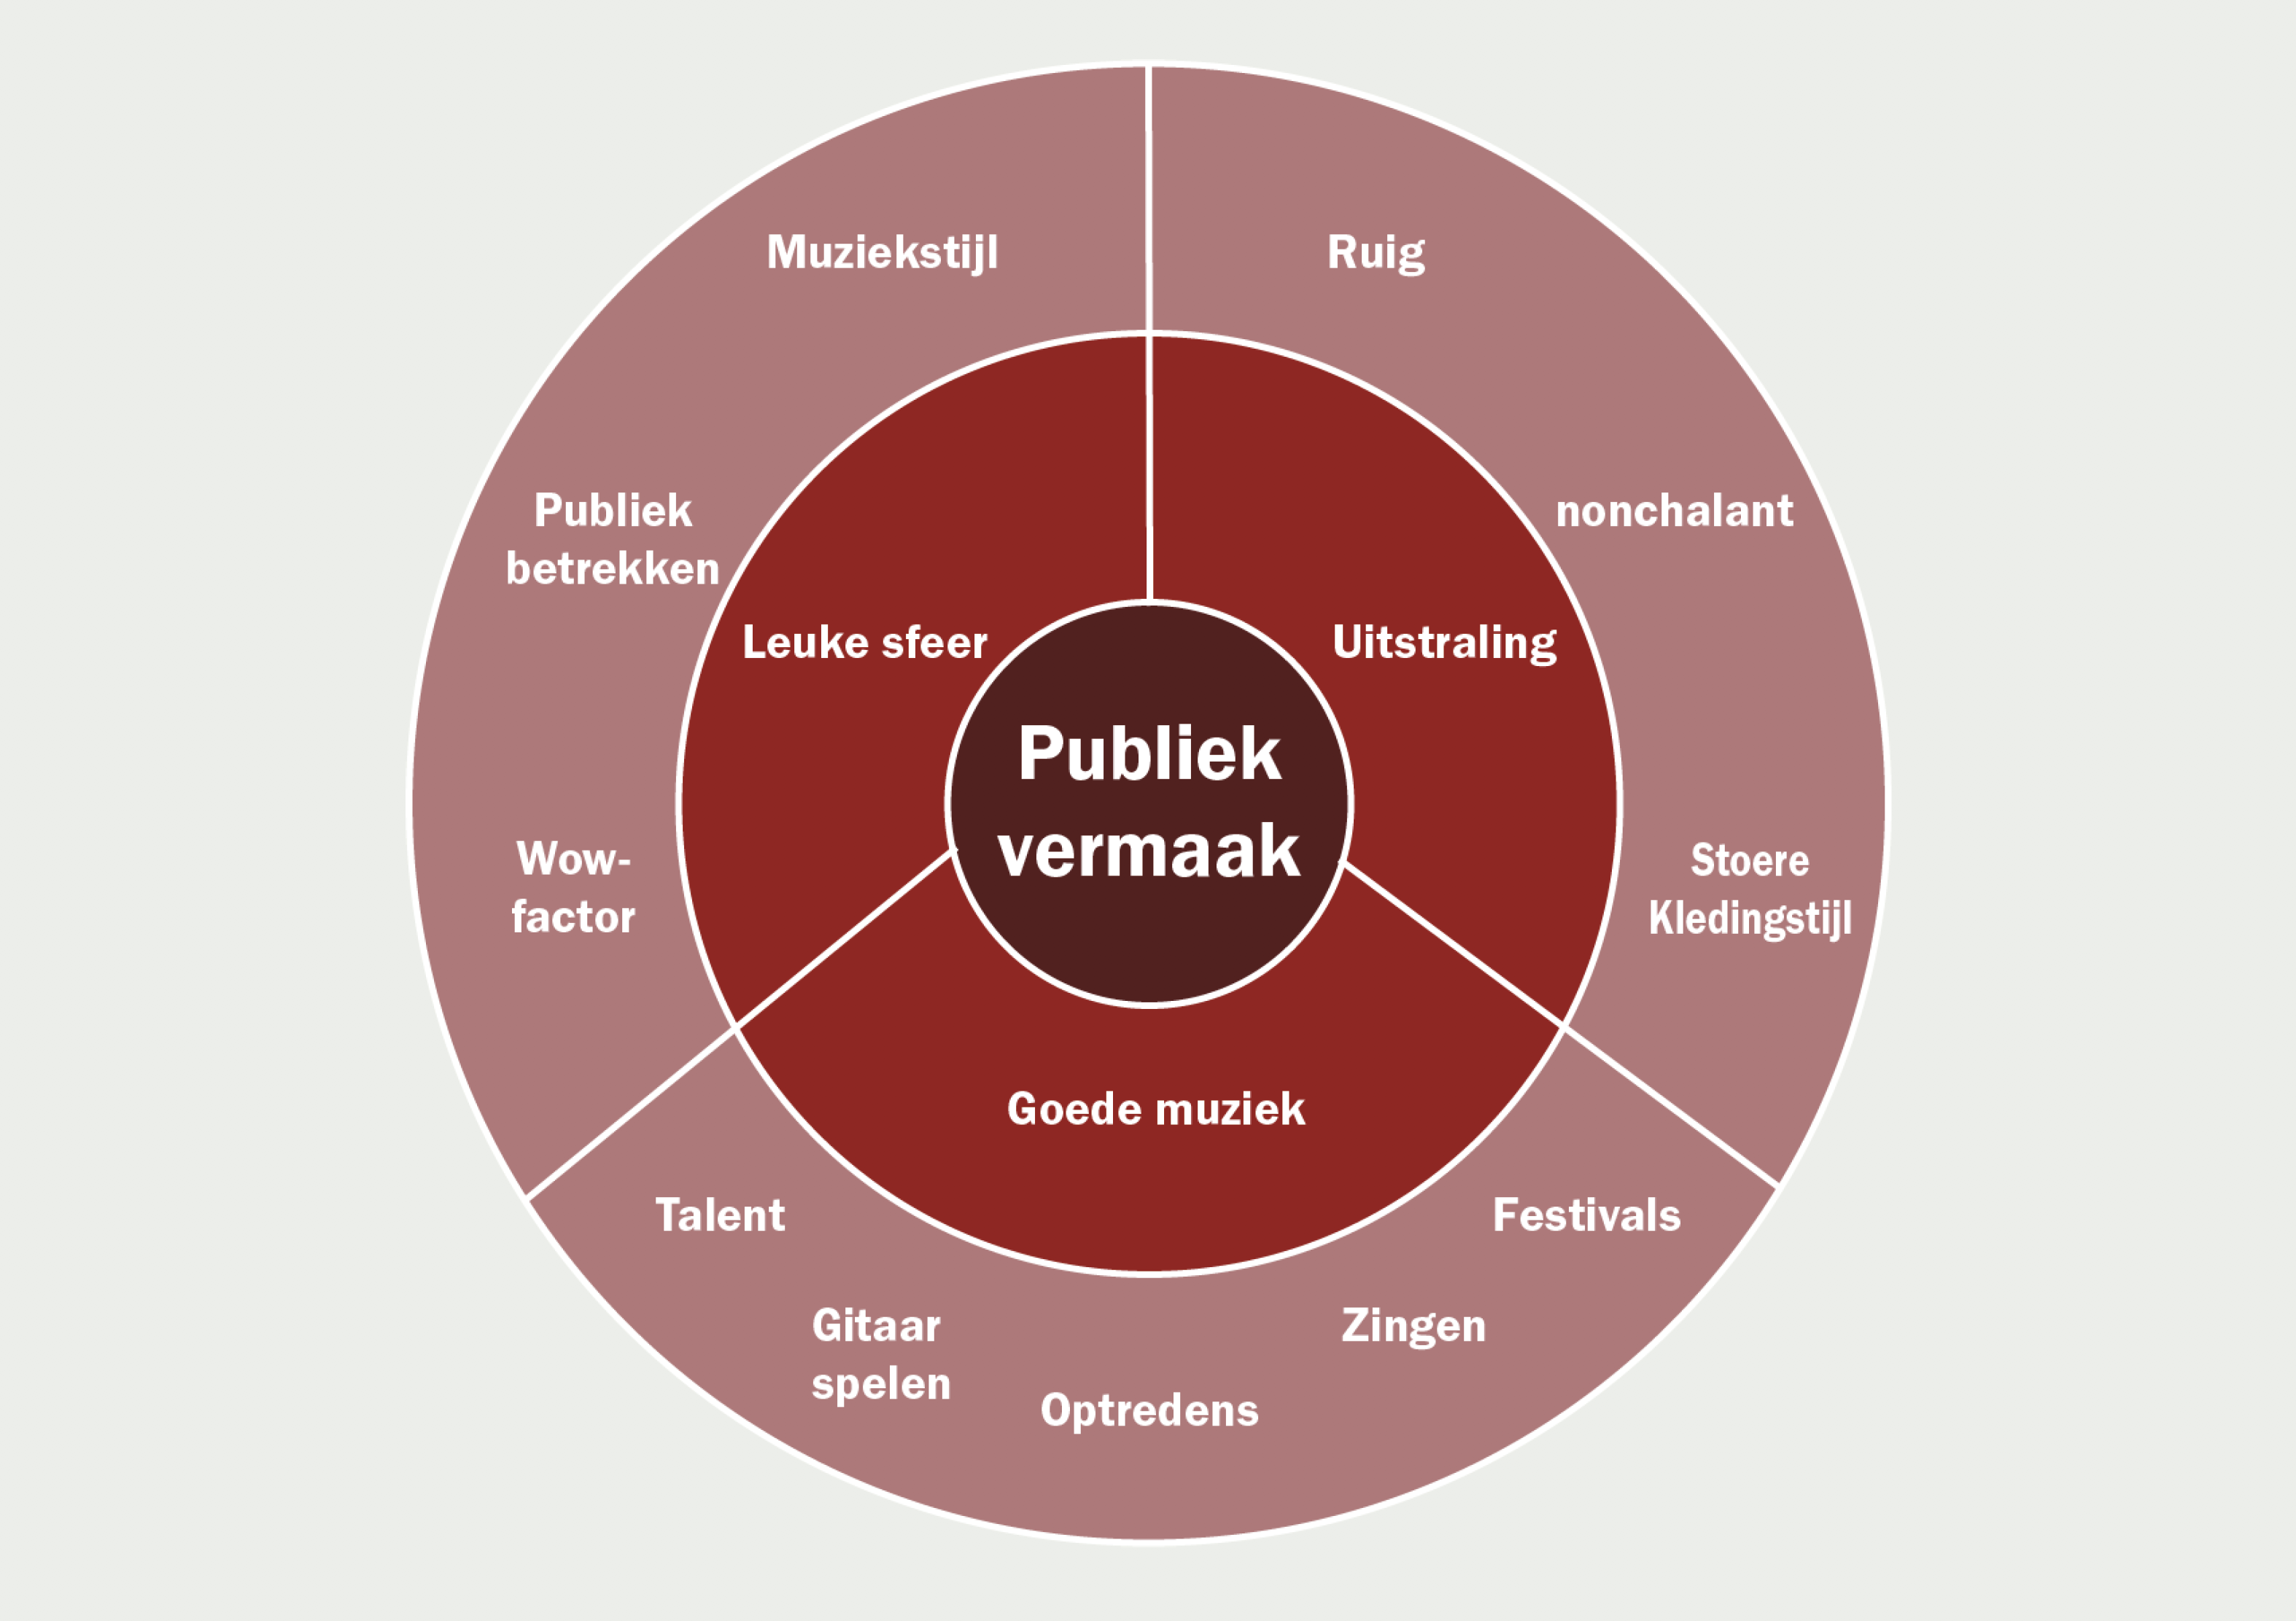 Muziekstijl
Ruig
Publiek
betrekken
nonchalant
Leuke sfeer
Uitstraling
Publiek
vermaak
Wow-
factor
Stoere
Kledingstijl
Goede muziek
Talent
Festivals
Gitaar
spelen
Zingen
Optredens